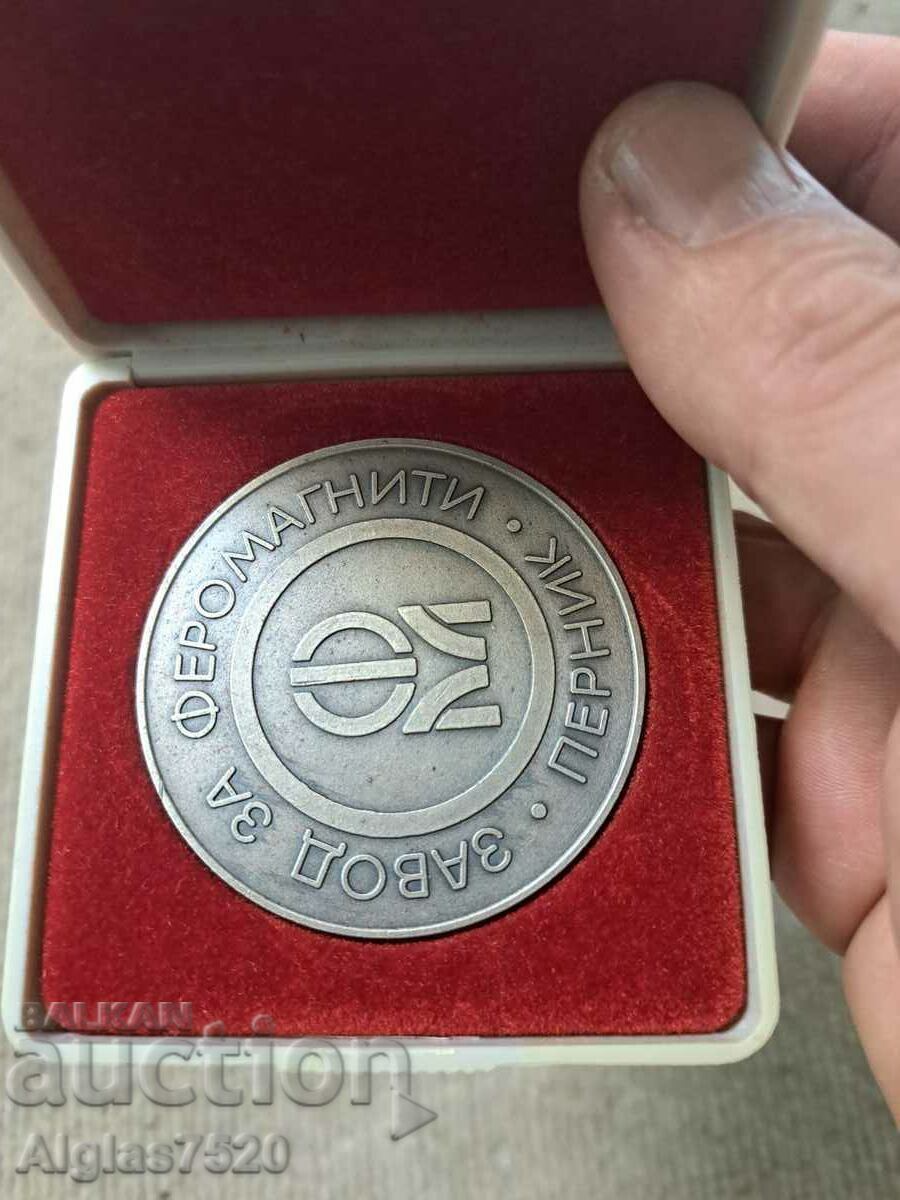 ЗАВОД ЗА ФЕРОМАГНИТИ • ПЕРНИК •
BALKAN
auction
Alglas7520